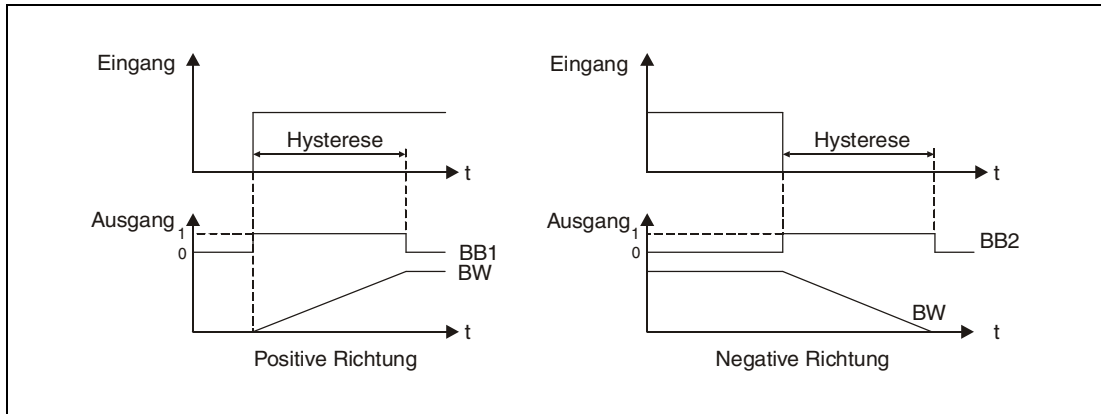 Eingang
Hysterese
t
Ausgang
1
0
BB1
BW
t
Positive Richtung
Eingang
Hysterese
t
Ausgang
1
0
BB2
BW
t
Negative Richtung